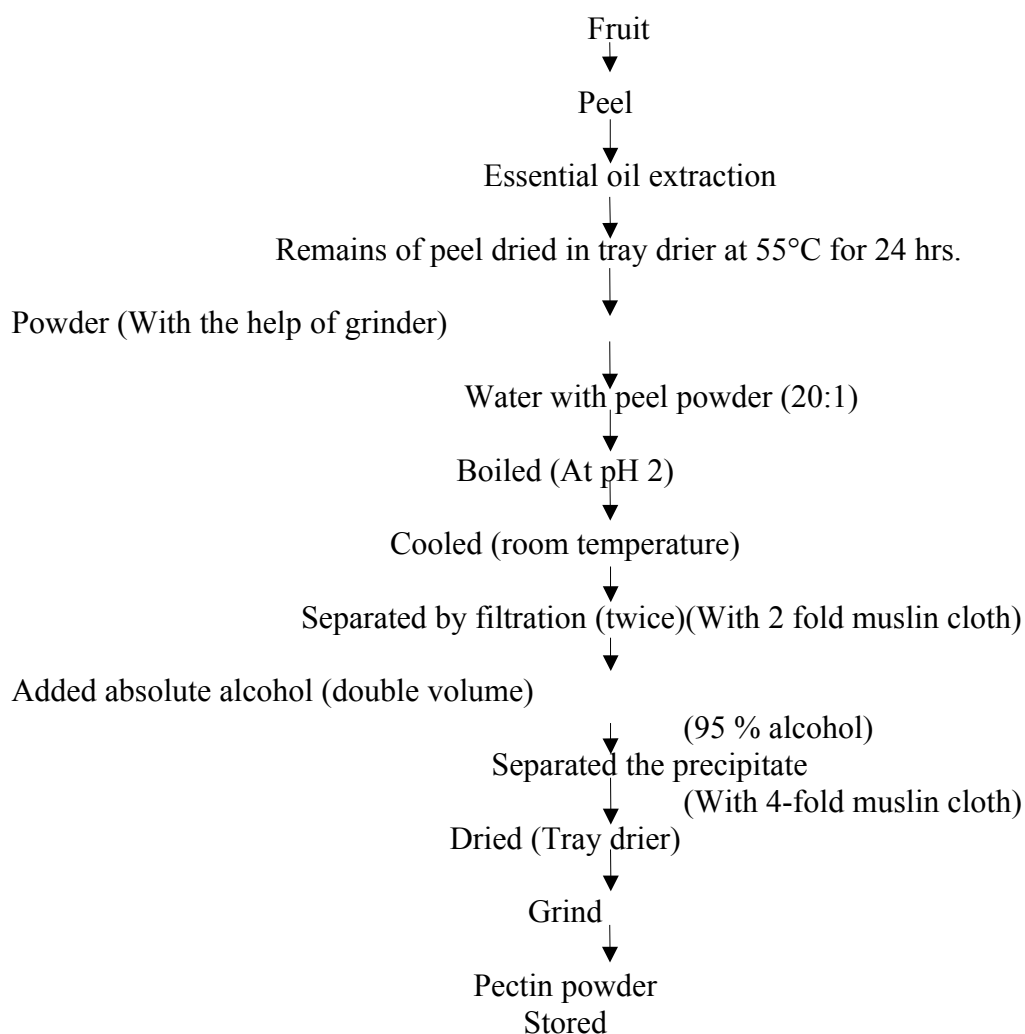 Fruit
Peel
Essential oil extraction
Remains of peel dried in tray drier at 55°C for 24 hrs.
Powder (With the help of grinder)
Water with peel powder (20:1)
Boiled (At pH 2)
Cooled (room temperature)
Separated by filtration (twice)(With 2 fold muslin cloth)
Added absolute alcohol (double volume)
(95 % alcohol)
Separated the precipitate
(With 4-fold muslin cloth)
Dried (Tray drier)
Grind
Pectin powder
Stored